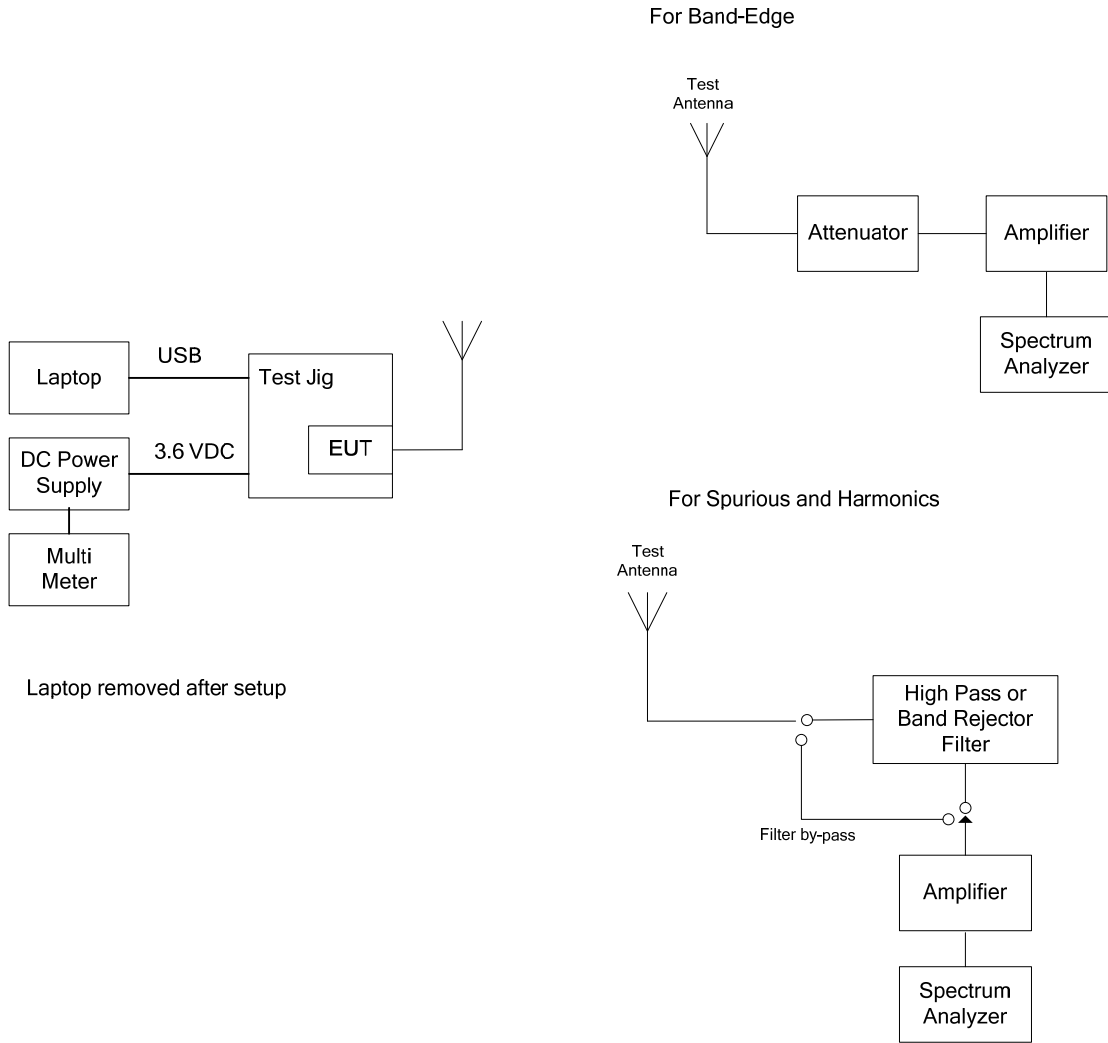 For Band-Edge
Test
Antenna
Attenuator
Amplifier
Spectrum
Analyzer
Laptop
USB
Test Jig
EUT
DC Power
Supply
3.6 VDC
Multi
Meter
Laptop removed after setup
For Spurious and Harmonics
Test
Antenna
High Pass or
Band Rejector
Filter
Filter by-pass
Amplifier
Spectrum
Analyzer